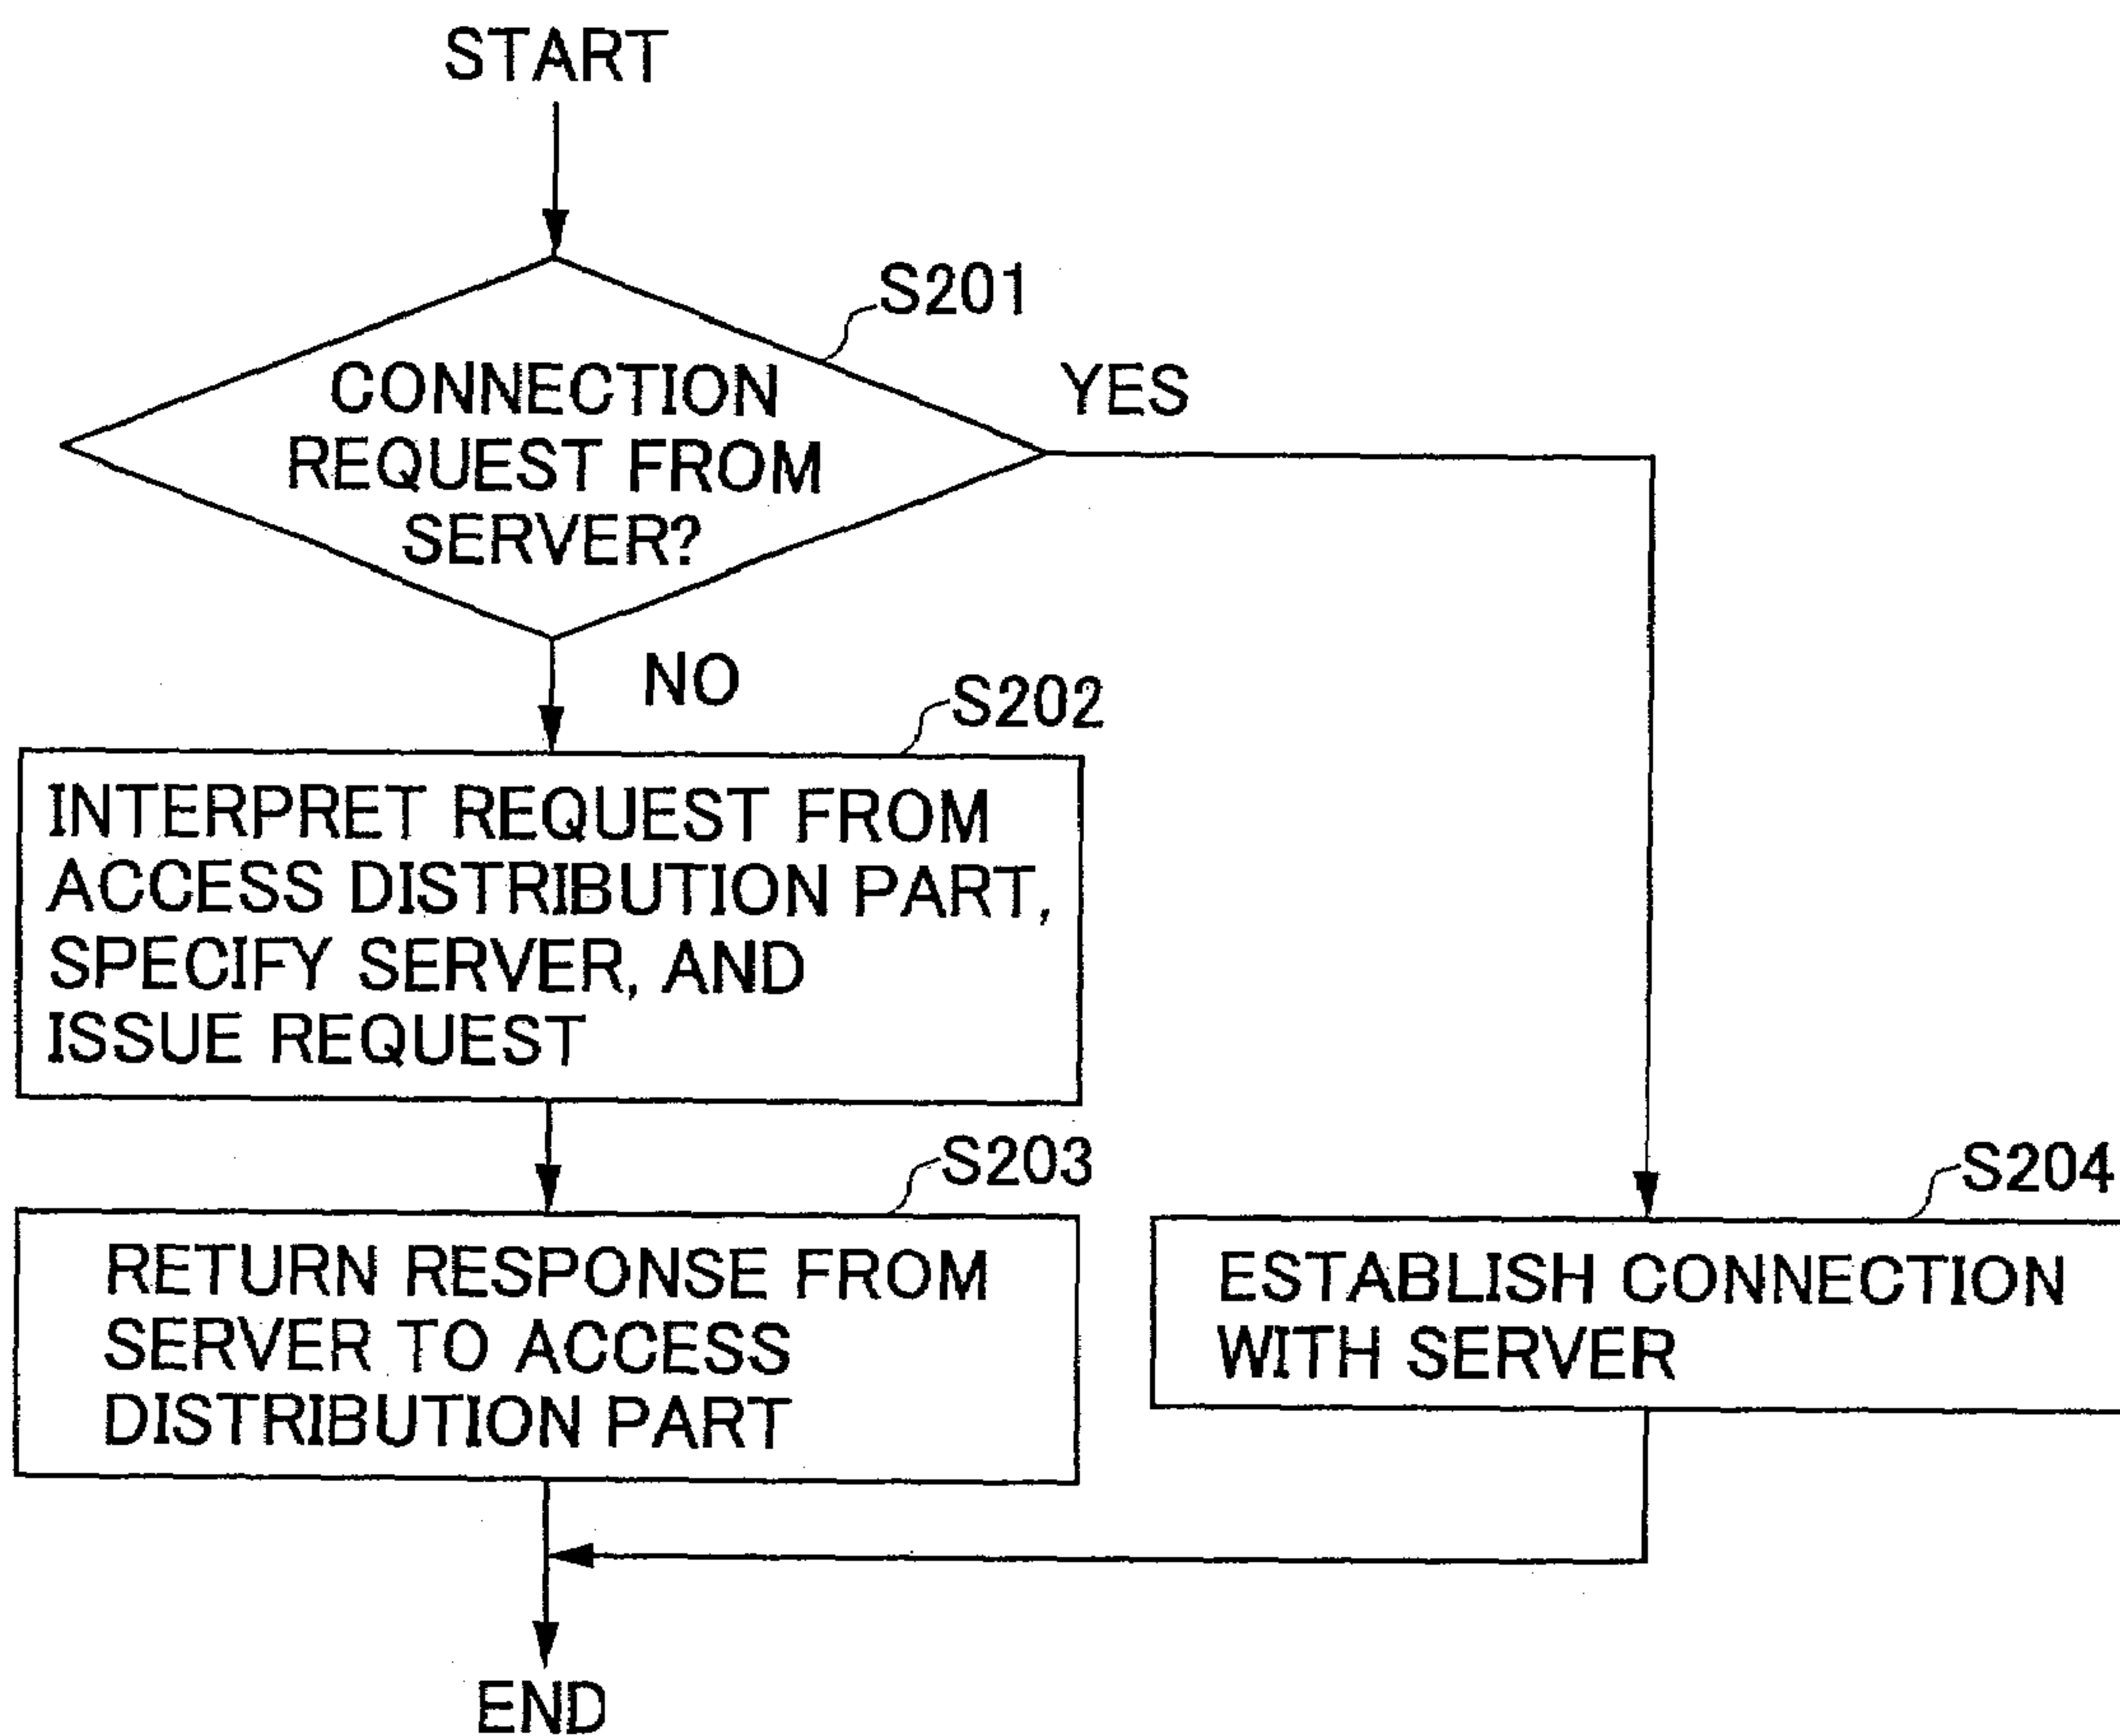 START
S201
CONNECTION
REQUEST FROM
SERVER?
YES
NO
S202
INTERPRET REQUEST FROM
ACCESS DISTRIBUTION PART,
SPECIFY SERVER, AND
ISSUE REQUEST
S203
RETURN RESPONSE FROM
SERVER TO ACCESS
DISTRIBUTION PART
S204
ESTABLISH CONNECTION
WITH SERVER
END